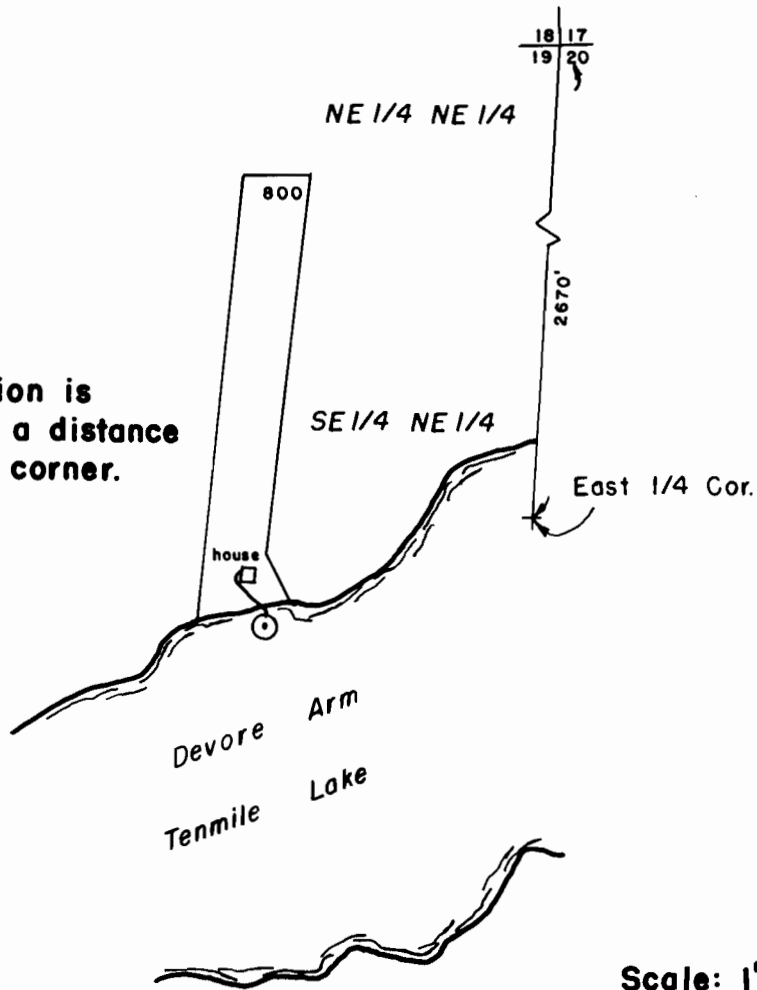 18 17
19 20
NE 1/4 NE 1/4
800
2670'
is
a distance
corner.
SE 1/4 NE 1/4
East 1/4 Cor.
house
Devore Arm
Tenmile Lake
Scale: 1"